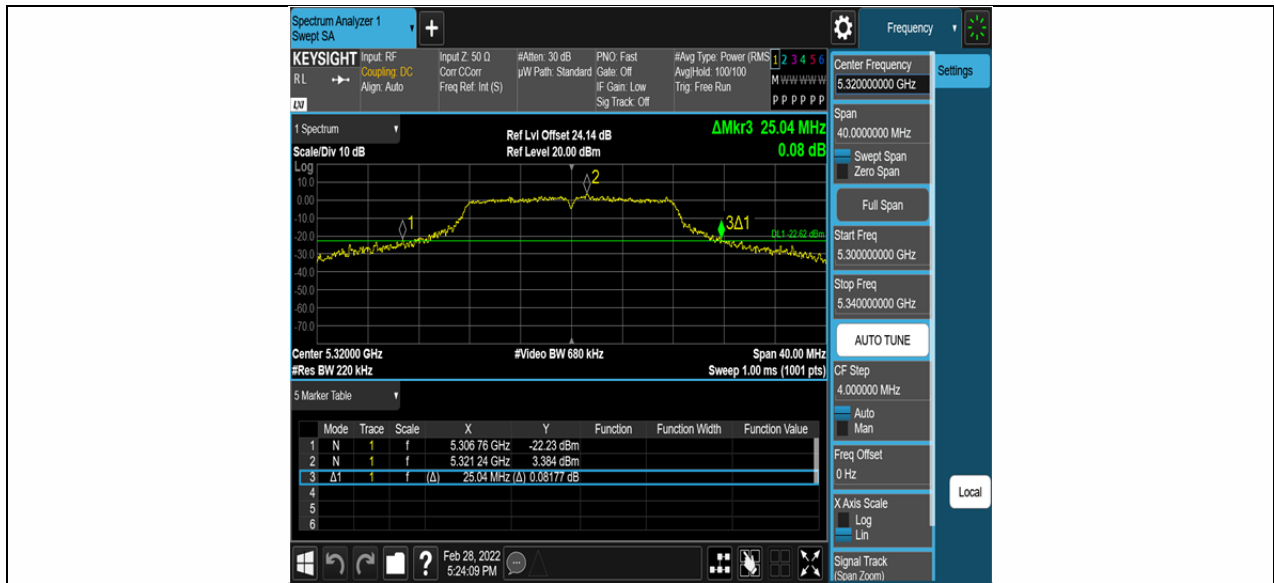 Spectrum Analyzer 1
Swept SA
+
Frequency
KEYSIGHT Input: RF
RL Coupling: DC
Align: Auto
LXI
Input Z: 50 Ω
Corr CCorr
Freq Ref: Int (S)
#Atten: 30 dB
µW Path: Standard
PNO: Fast
Gate: Off
IF Gain: Low
Sig Track: Off
#Avg Type: Power (RMS
Avg|Hold: 100/100
Trig: Free Run
1 2 3 4 5 6
M W W W W W
P P P P P P
1 Spectrum
Scale/Div 10 dB
Ref Lvl Offset 24.14 dB
Ref Level 20.00 dBm
ΔMkr3 25.04 MHz
0.08 dB
Log
10.0
0.00
-10.0
-20.0
-30.0
-40.0
-50.0
-60.0
-70.0
1
2
3Δ1
DL1 -22.62 dBm
Center 5.32000 GHz
#Video BW 680 kHz
Span 40.00 MHz
#Res BW 220 kHz
Sweep 1.00 ms (1001 pts)
5 Marker Table
Mode Trace Scale X Y Function Function Width Function Value
1 N 1 f 5.306 76 GHz -22.23 dBm
2 N 1 f 5.321 24 GHz 3.384 dBm
3 Δ1 1 f (Δ) 25.04 MHz (Δ) 0.08177 dB
4
5
6
?
Feb 28, 2022
5:24:09 PM
Center Frequency
5.320000000 GHz
Span
40.0000000 MHz
Swept Span
Zero Span
Full Span
Start Freq
5.300000000 GHz
Stop Freq
5.340000000 GHz
AUTO TUNE
CF Step
4.000000 MHz
Auto
Man
Freq Offset
0 Hz
X Axis Scale
Log
Lin
Signal Track
(Span Zoom)
Settings
Local